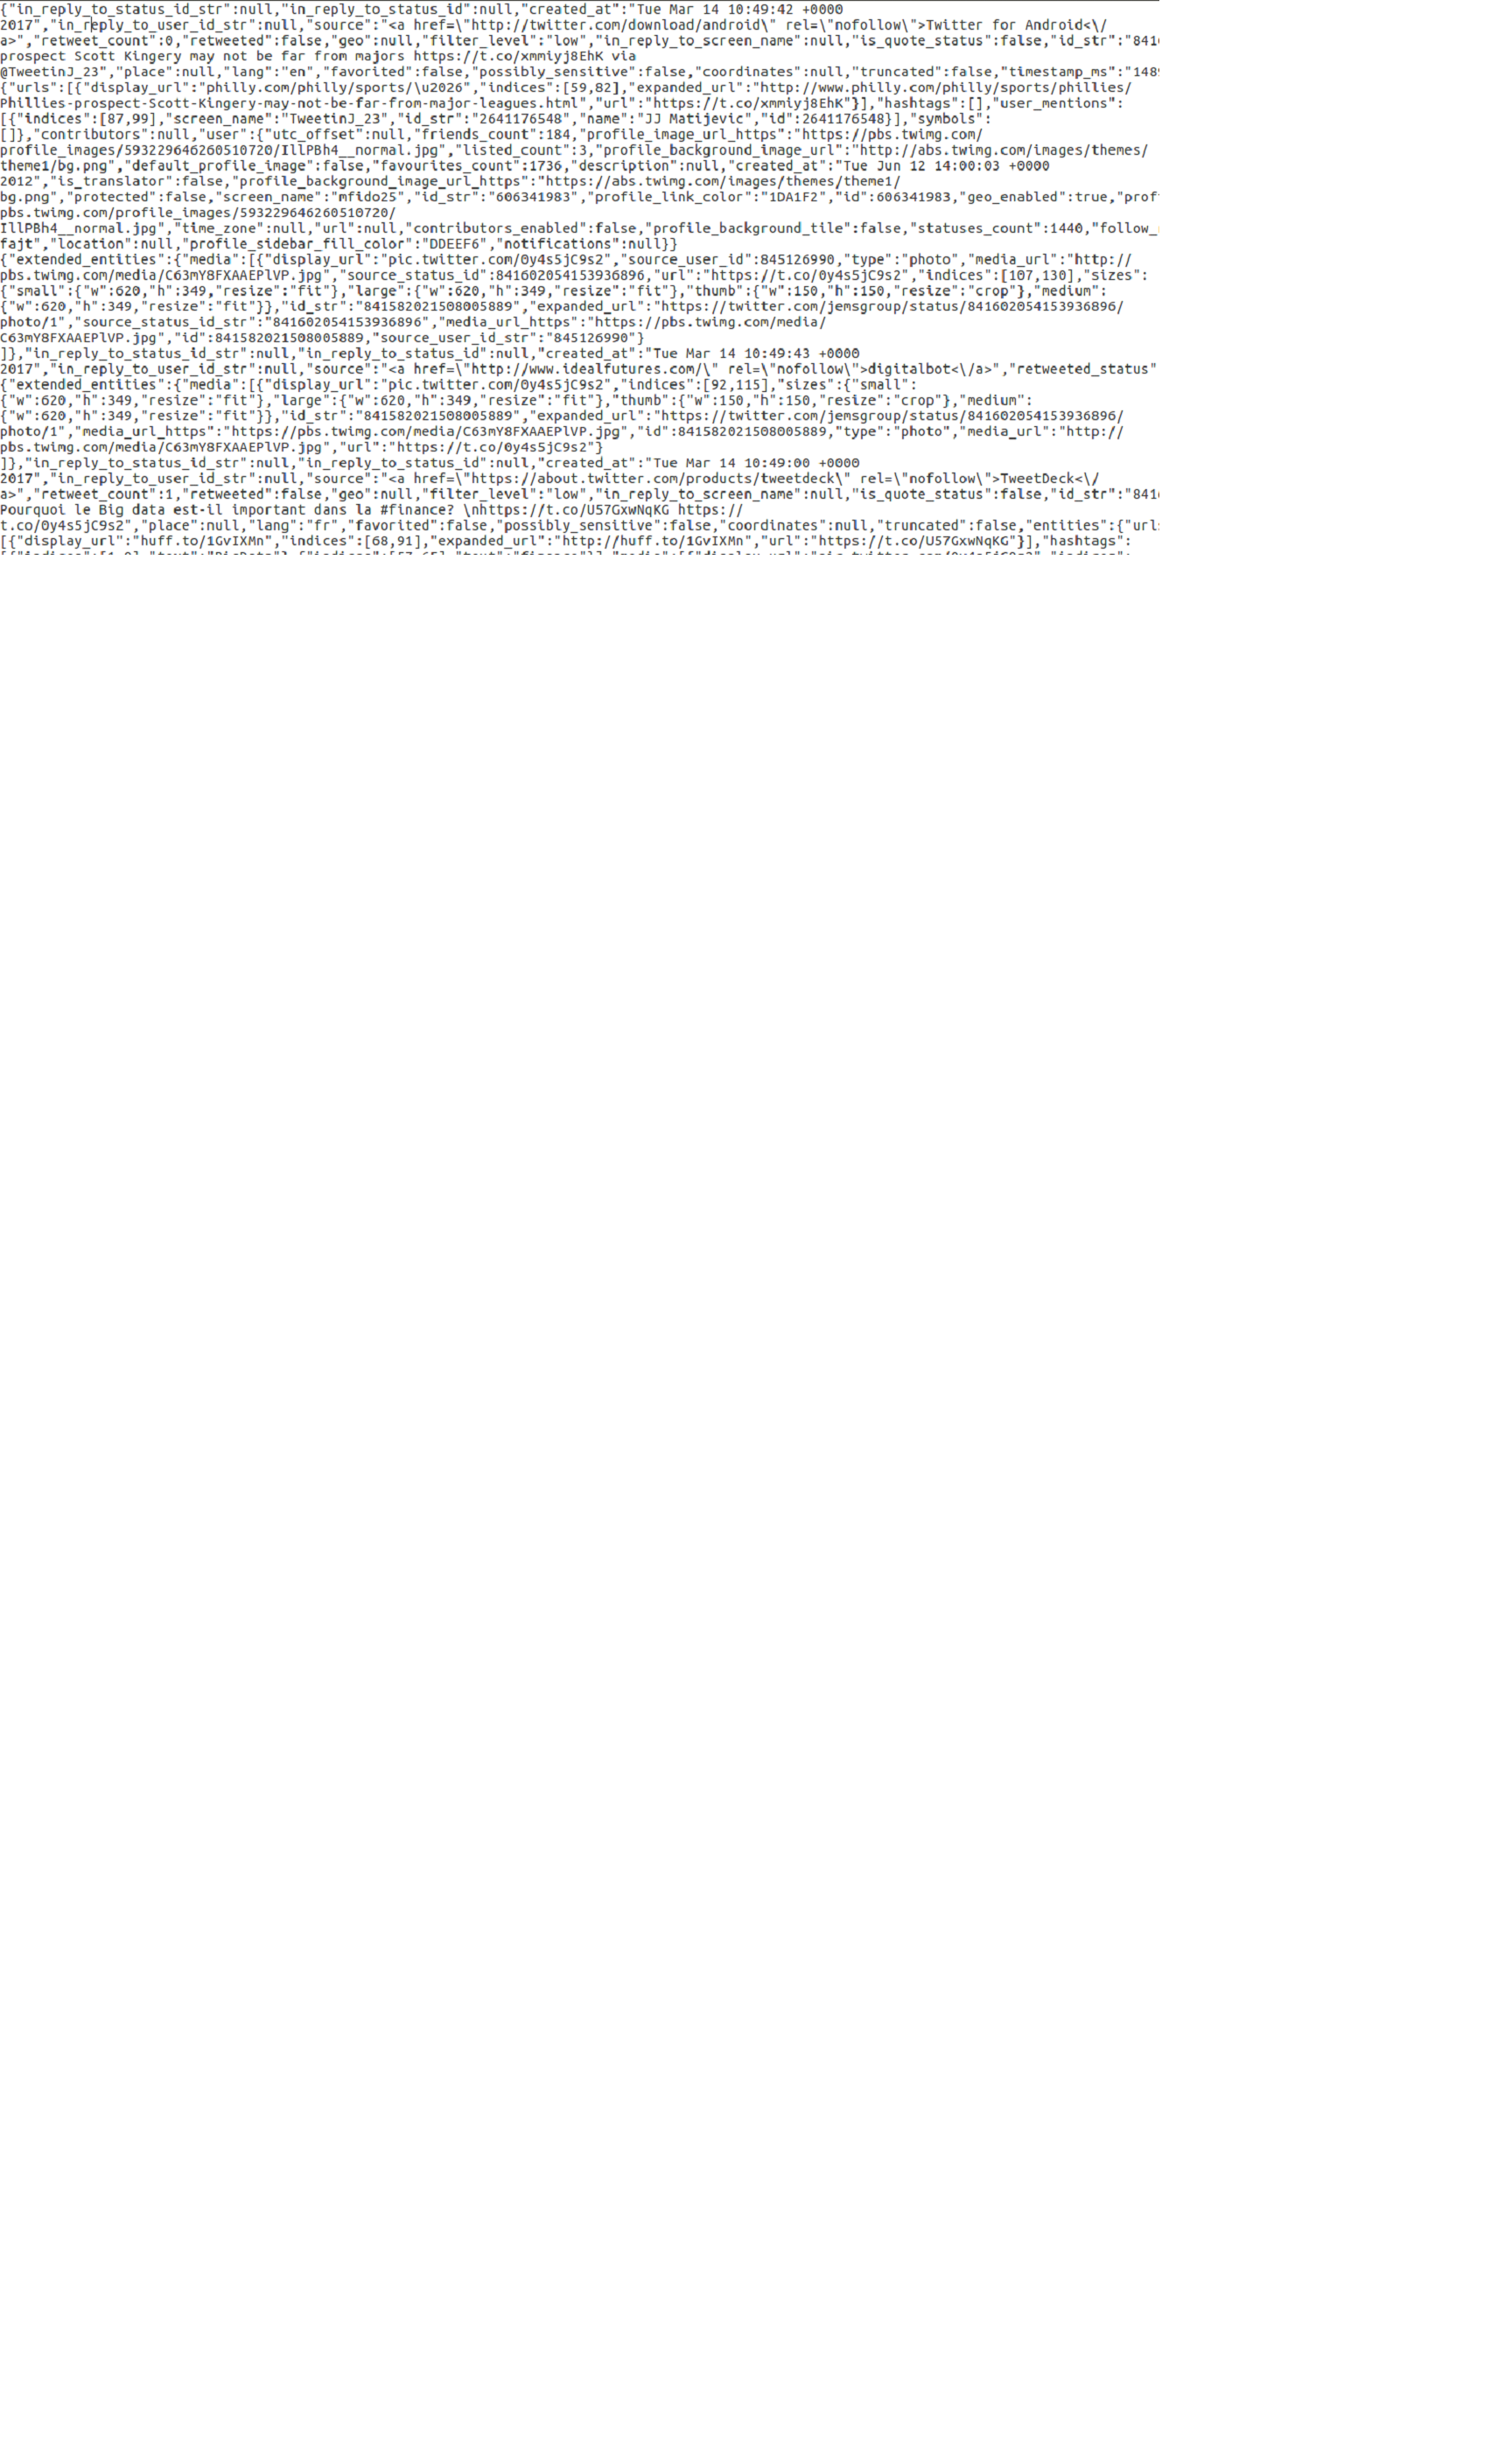 {"in_reply_to_status_id_str":null,"in_reply_to_status_id":null,"created_at":"Tue Mar 14 10:49:42 +0000
2017","in_reply_to_user_id_str":null,"source":"<a href=\"http://twitter.com/download/android\" rel=\"nofollow\">Twitter for Android<\/
a>","retweet_count":0,"retweeted":false,"geo":null,"filter_level":"low","in_reply_to_screen_name":null,"is_quote_status":false,"id_str":"841
prospect Scott Kingery may not be far from majors https://t.co/xmmiyj8EhK via
@TweetinJ_23","place":null,"lang":"en","favorited":false,"possibly_sensitive":false,"coordinates":null,"truncated":false,"timestamp_ms":"148
{"urls":[{"display_url":"philly.com/philly/sports/\u2026","indices":[59,82],"expanded_url":"http://www.philly.com/philly/sports/phillies/
Phillies-prospect-Scott-Kingery-may-not-be-far-from-major-leagues.html","url":"https://t.co/xmmiyj8EhK"}],"hashtags":[],"user_mentions":
[{"indices":[87,99],"screen_name":"TweetinJ_23","id_str":"2641176548","name":"JJ Matijevic","id":2641176548}],"symbols":
[]},"contributors":null,"user":{"utc_offset":null,"friends_count":184,"profile_image_url_https":"https://pbs.twimg.com/
profile_images/593229646260510720/IllPBh4__normal.jpg","listed_count":3,"profile_background_image_url":"http://abs.twimg.com/images/themes/
theme1/bg.png","default_profile_image":false,"favourites_count":1736,"description":null,"created_at":"Tue Jun 12 14:00:03 +0000
2012","is_translator":false,"profile_background_image_url_https":"https://abs.twimg.com/images/themes/theme1/
bg.png","protected":false,"screen_name":"mfido25","id_str":"606341983","profile_link_color":"1DA1F2","id":606341983,"geo_enabled":true,"prof
pbs.twimg.com/profile_images/593229646260510720/
IllPBh4__normal.jpg","time_zone":null,"url":null,"contributors_enabled":false,"profile_background_tile":false,"statuses_count":1440,"follow_
fajt","location":null,"profile_sidebar_fill_color":"DDEEF6","notifications":null}}
{"extended_entities":{"media":[{"display_url":"pic.twitter.com/0y4s5jC9s2","source_user_id":845126990,"type":"photo","media_url":"http://
pbs.twimg.com/media/C63mY8FXAAEPlVP.jpg","source_status_id":841602054153936896,"url":"https://t.co/0y4s5jC9s2","indices":[107,130],"sizes":
{"small":{"w":620,"h":349,"resize":"fit"},"large":{"w":620,"h":349,"resize":"fit"},"thumb":{"w":150,"h":150,"resize":"crop"},"medium":
{"w":620,"h":349,"resize":"fit"}},"id_str":"841582021508005889","expanded_url":"https://twitter.com/jemsgroup/status/841602054153936896/
photo/1","source_status_id_str":"841602054153936896","media_url_https":"https://pbs.twimg.com/media/
C63mY8FXAAEPlVP.jpg","id":841582021508005889,"source_user_id_str":"845126990"}
]},"in_reply_to_status_id_str":null,"in_reply_to_status_id":null,"created_at":"Tue Mar 14 10:49:43 +0000
2017","in_reply_to_user_id_str":null,"source":"<a href=\"http://www.idealfutures.com/\" rel=\"nofollow\">digitalbot<\/a>","retweeted_status"
{"extended_entities":{"media":[{"display_url":"pic.twitter.com/0y4s5jC9s2","indices":[92,115],"sizes":{"small":
{"w":620,"h":349,"resize":"fit"},"large":{"w":620,"h":349,"resize":"fit"},"thumb":{"w":150,"h":150,"resize":"crop"},"medium":
{"w":620,"h":349,"resize":"fit"}},"id_str":"841582021508005889","expanded_url":"https://twitter.com/jemsgroup/status/841602054153936896/
photo/1","media_url_https":"https://pbs.twimg.com/media/C63mY8FXAAEPlVP.jpg","id":841582021508005889,"type":"photo","media_url":"http://
pbs.twimg.com/media/C63mY8FXAAEPlVP.jpg","url":"https://t.co/0y4s5jC9s2"}
]},"in_reply_to_status_id_str":null,"in_reply_to_status_id":null,"created_at":"Tue Mar 14 10:49:00 +0000
2017","in_reply_to_user_id_str":null,"source":"<a href=\"https://about.twitter.com/products/tweetdeck\" rel=\"nofollow\">TweetDeck<\/
a>","retweet_count":1,"retweeted":false,"geo":null,"filter_level":"low","in_reply_to_screen_name":null,"is_quote_status":false,"id_str":"841
Pourquoi le Big data est-il important dans la #finance? \nhttps://t.co/U57GxwNqKG https://
t.co/0y4s5jC9s2","place":null,"lang":"fr","favorited":false,"possibly_sensitive":false,"coordinates":null,"truncated":false,"entities":{"url
[{"display_url":"huff.to/1GvIXMn","indices":[68,91],"expanded_url":"http://huff.to/1GvIXMn","url":"https://t.co/U57GxwNqKG"}],"hashtags":